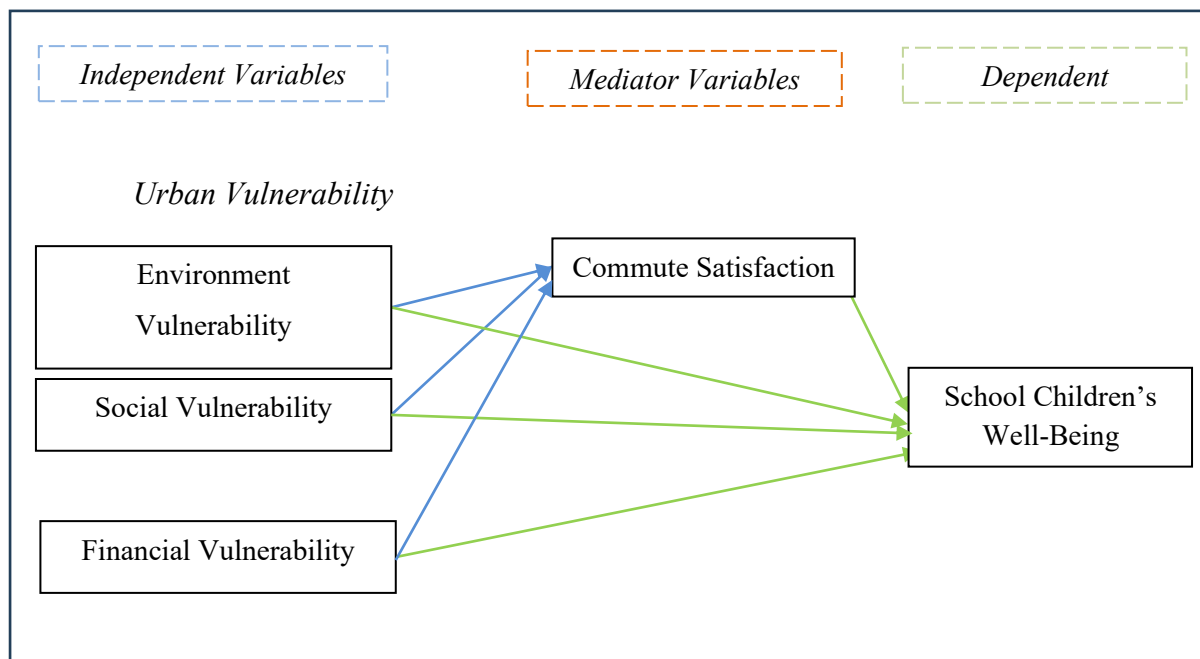 Independent Variables
Mediator Variables
Dependent
Urban Vulnerability
Environment
Vulnerability
Commute Satisfaction
Social Vulnerability
School Children’s
Well-Being
Financial Vulnerability